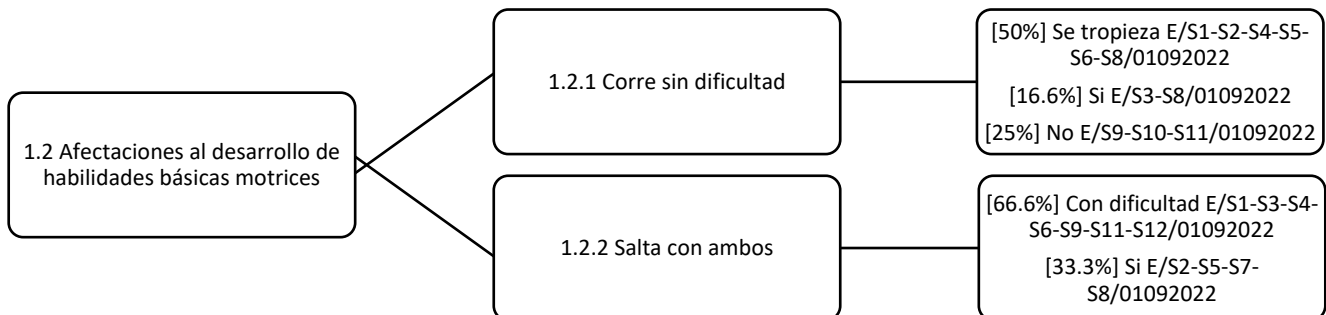 1.2 Afectaciones al desarrollo de
habilidades básicas motrices
1.2.1 Corre sin dificultad
[50%] Se tropieza E/S1-S2-S4-S5-
S6-S8/01092022
[16.6%] Si E/S3-S8/01092022
[25%] No E/S9-S10-S11/01092022
1.2.2 Salta con ambos
[66.6%] Con dificultad E/S1-S3-S4-
S6-S9-S11-S12/01092022
[33.3%] Si E/S2-S5-S7-
S8/01092022